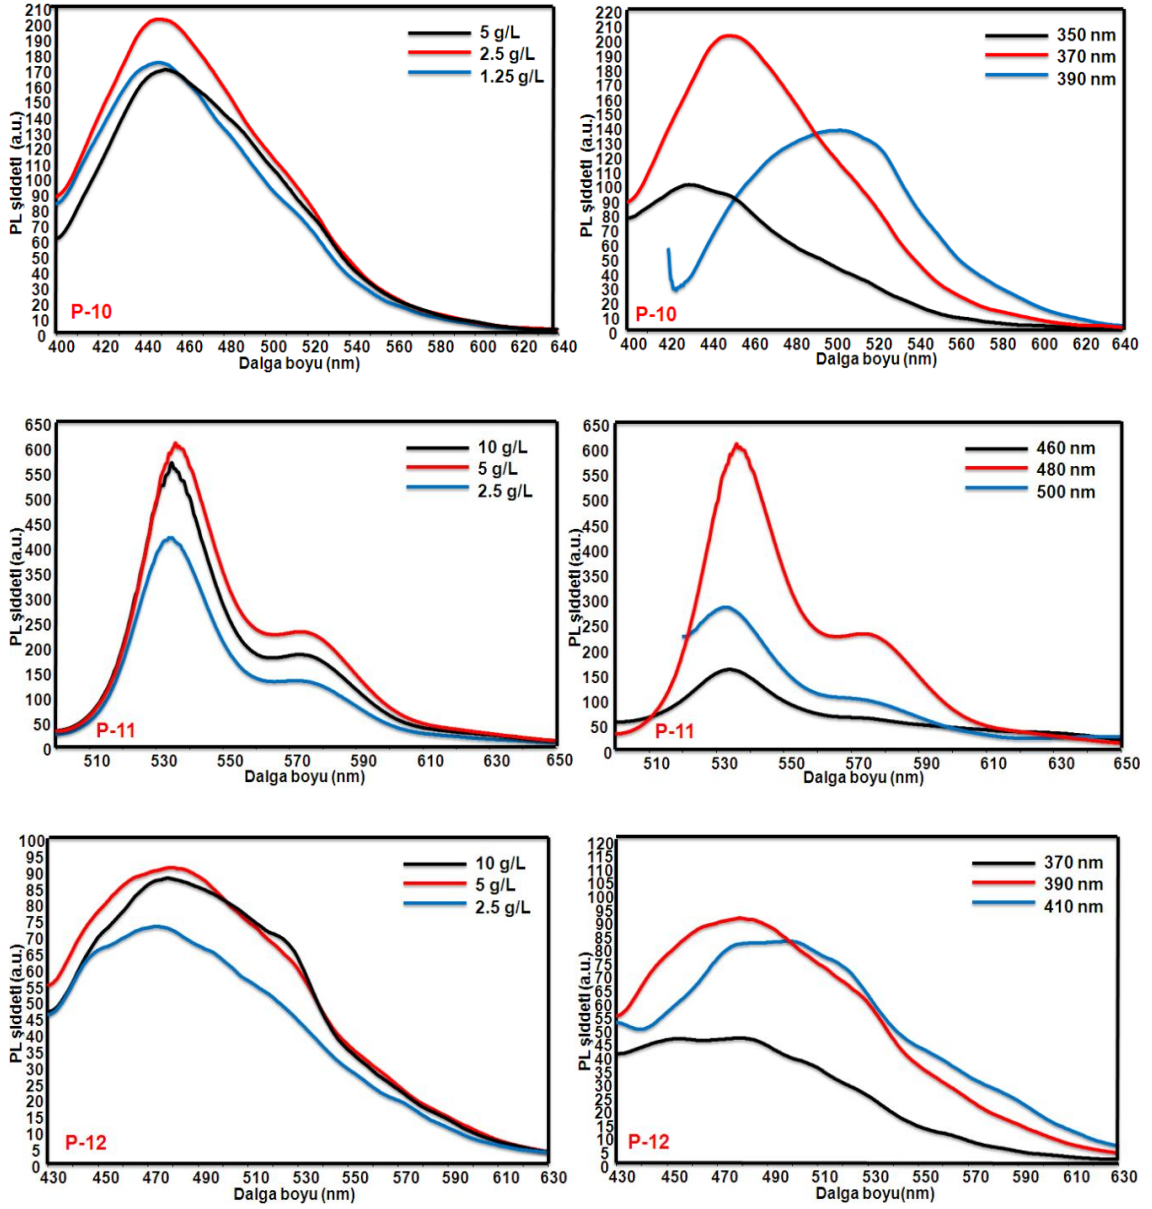 210
200
190
180
170
160
150
140
130
120
110
100
90
80
70
60
50
40
30
20
10
0
PL şiddeti (a.u.)
5 g/L
2.5 g/L
1.25 g/L
P-10
400 440 460 480 500 520 540 560 580 600 620 640
Dalga boyu (nm)
220
210
200
190
180
170
160
150
140
130
120
110
100
90
80
70
60
50
40
30
20
10
0
PL şiddeti (a.u.)
350 nm
370 nm
390 nm
P-10
400 420 440 460 480 500 520 540 560 580 600 620 640
Dalga boyu (nm)
650
600
550
500
450
400
350
300
250
200
150
100
50
0
PL şiddeti (a.u.)
10 g/L
5 g/L
2.5 g/L
P-11
510 530 550 570 590 610 630 650
Dalga boyu (nm)
650
600
550
500
450
400
350
300
250
200
150
100
50
0
PL şiddeti (a.u.)
460 nm
480 nm
500 nm
P-11
510 530 550 570 590 610 630 650
Dalga boyu (nm)
100
95
90
85
80
75
70
65
60
55
50
45
40
35
30
25
20
15
10
5
0
PL şiddeti (a.u.)
10 g/L
5 g/L
2.5 g/L
P-12
430 450 470 490 510 530 550 570 590 610 630
Dalga boyu (nm)
120
115
110
105
100
95
90
85
80
75
70
65
60
55
50
45
40
35
30
25
20
15
10
5
0
PL şiddeti (a.u.)
370 nm
390 nm
410 nm
P-12
430 450 470 490 510 530 550 570 590 610 630
Dalga boyu(nm)